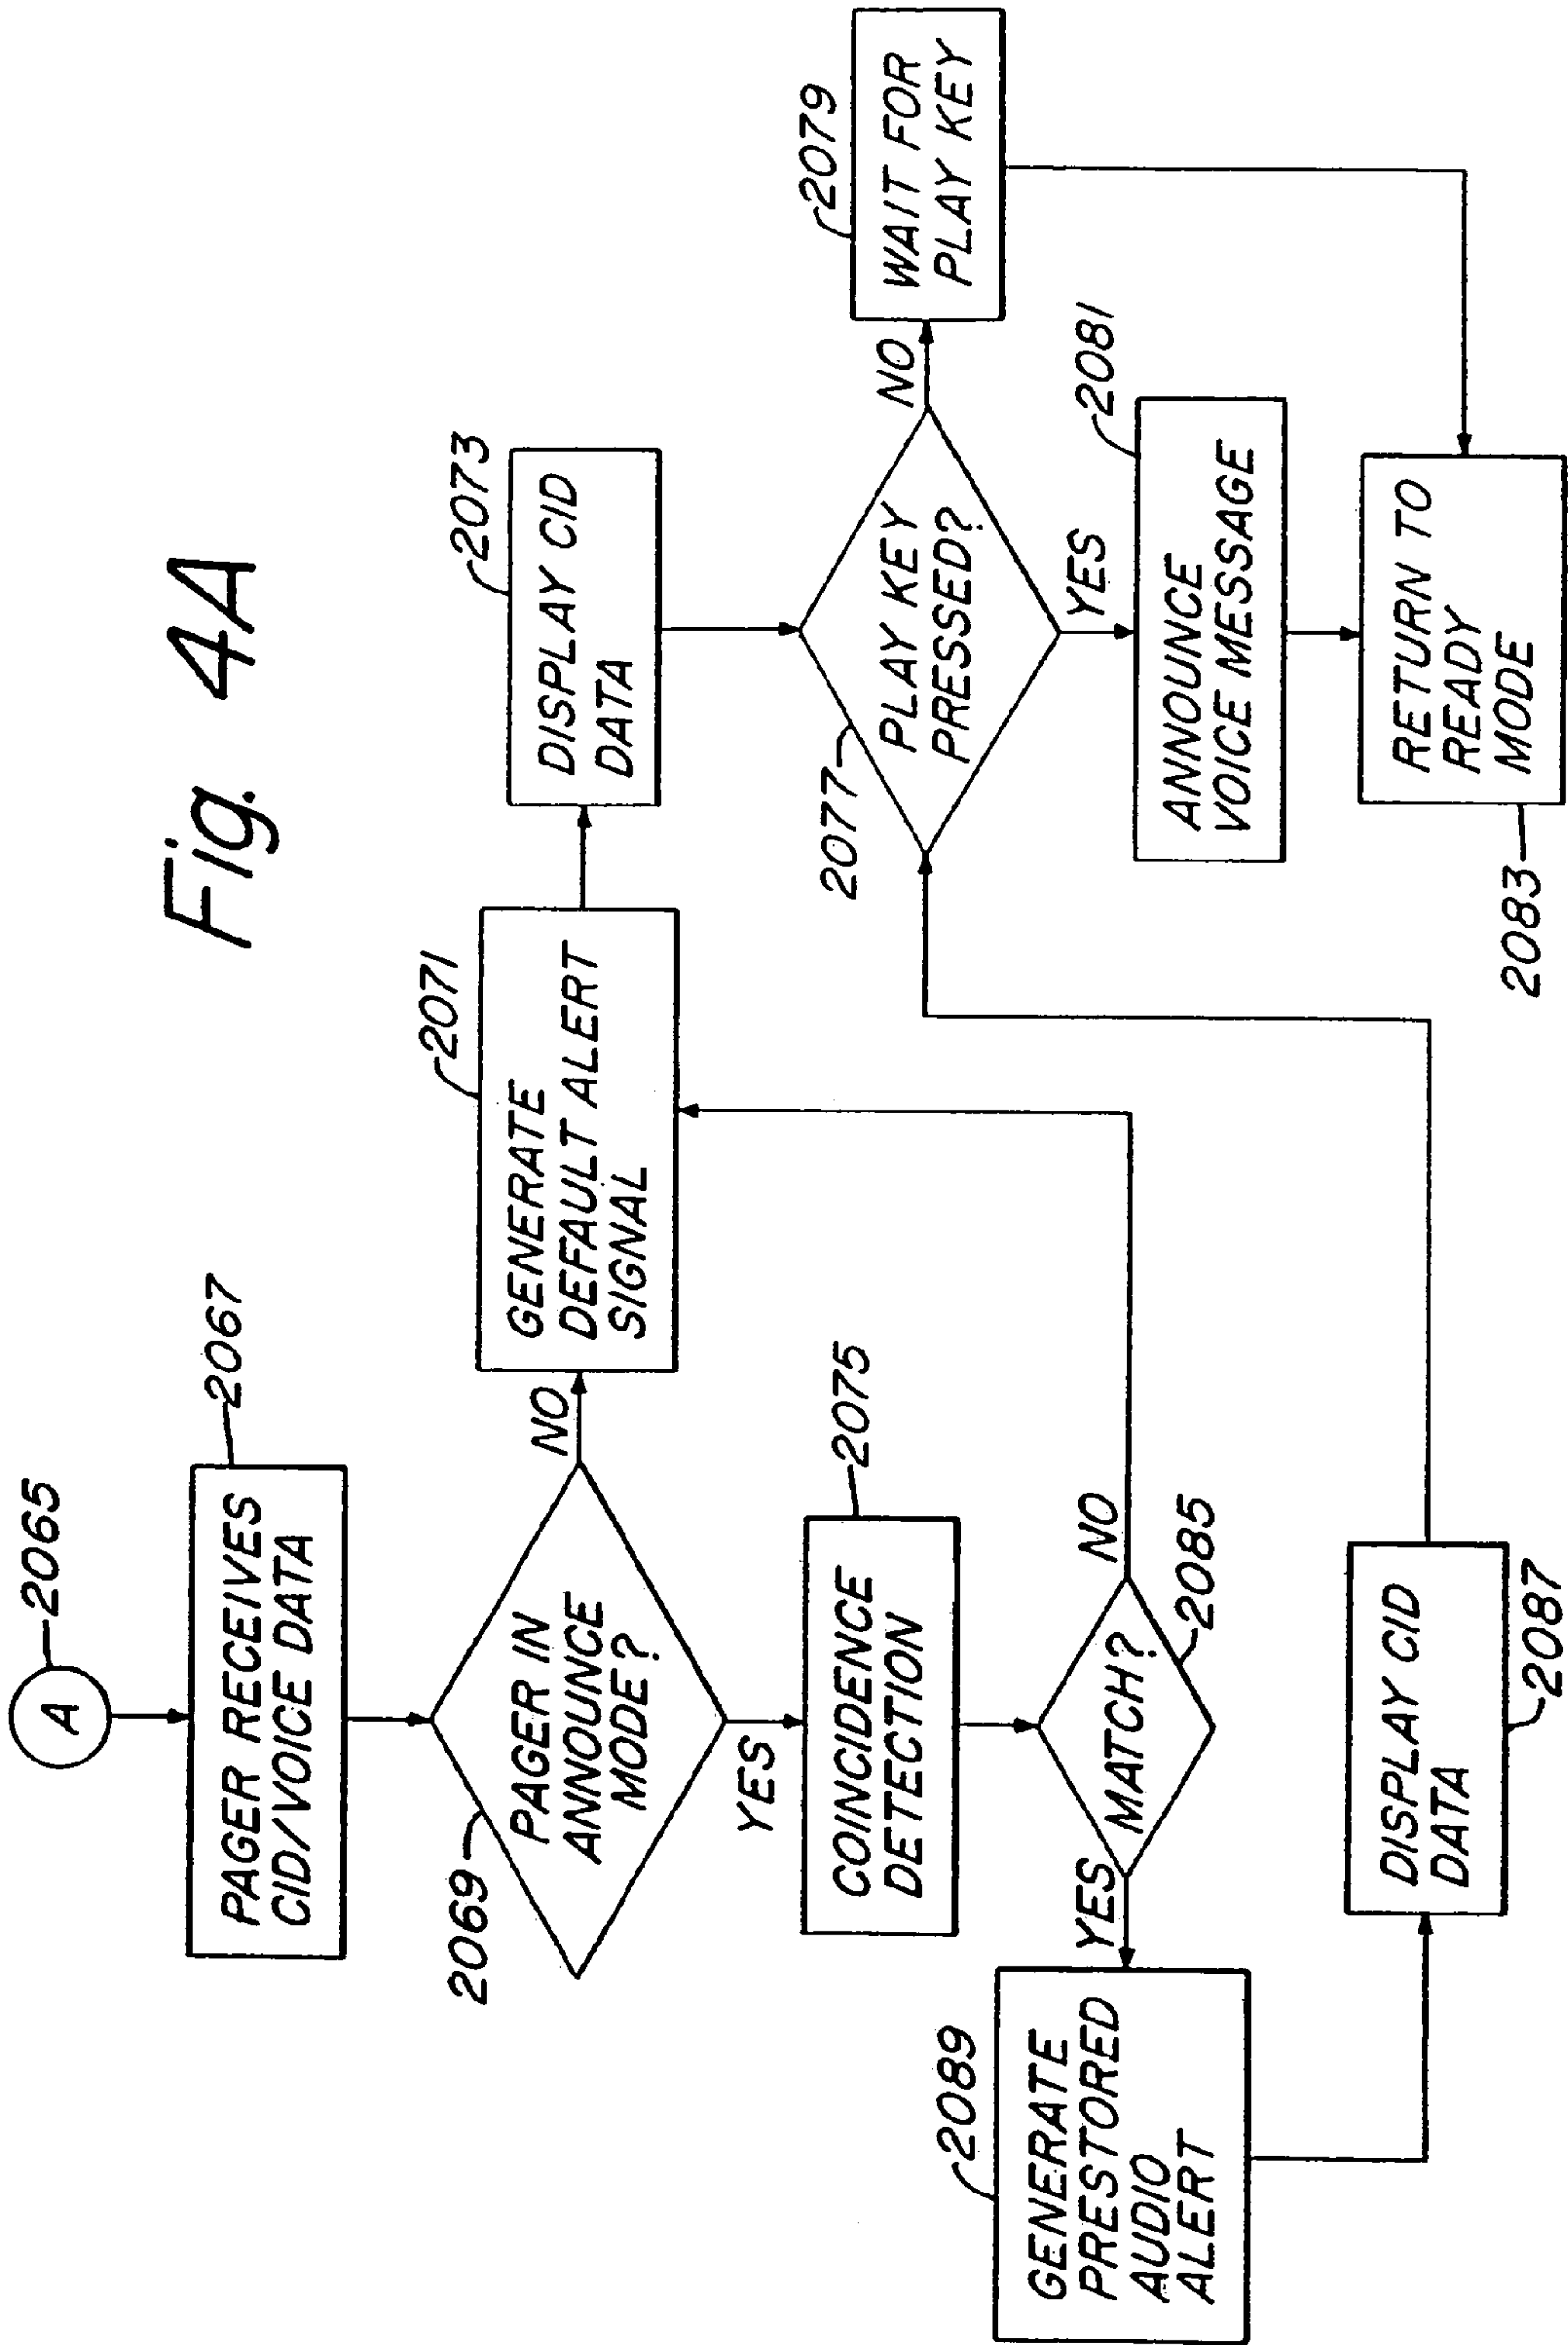 Fig. 4A
A
2065
PAGER RECEIVES
CID/VOICE DATA
2067
PAGER IN
ANNOUNCE
MODE?
2069
NO
YES
GENERATE
DEFAULT ALERT
SIGNAL
2071
DISPLAY CID
DATA
2073
COINCIDENCE
DETECTION
2075
MATCH?
2085
NO
YES
GENERATE
PRESTORED
AUDIO
ALERT
2089
DISPLAY CID
DATA
2087
PLAY KEY
PRESSED?
2077
NO
YES
WAIT FOR
PLAY KEY
2079
ANNOUNCE
VOICE MESSAGE
2081
RETURN TO
READY
MODE
2083